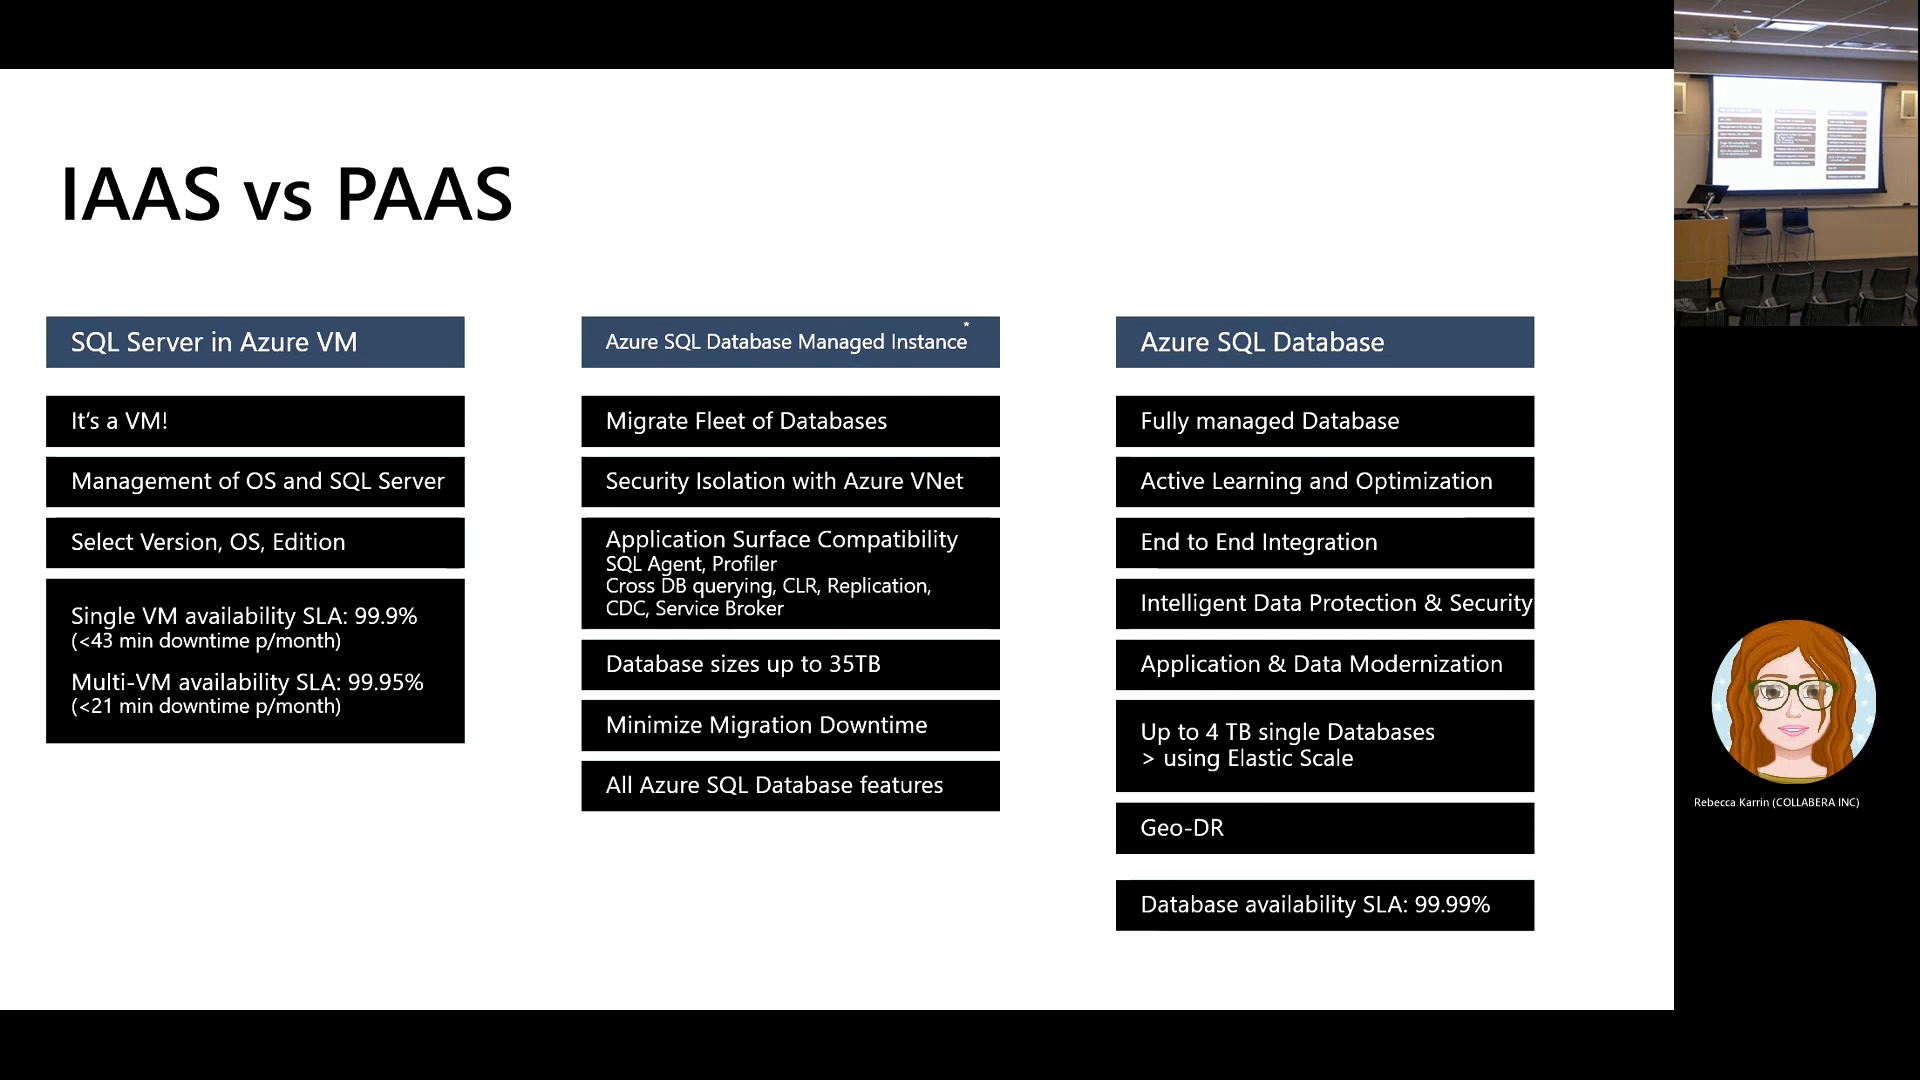 IAAS vs PAAS
SQL Server in Azure VM
It's a VM!
Management of OS and SQL Server
Select Version, OS, Edition
Single VM availability SLA: 99.9%
(<43 min downtime p/month)
Multi-VM availability SLA: 99.95%
(<21 min downtime p/month)
Azure SQL Database Managed Instance*
Migrate Fleet of Databases
Security Isolation with Azure VNet
Application Surface Compatibility
SQL Agent, Profiler
Cross DB querying, CLR, Replication,
CDC, Service Broker
Database sizes up to 35TB
Minimize Migration Downtime
All Azure SQL Database features
Azure SQL Database
Fully managed Database
Active Learning and Optimization
End to End Integration
Intelligent Data Protection & Security
Application & Data Modernization
Up to 4 TB single Databases
> using Elastic Scale
Geo-DR
Database availability SLA: 99.99%
Rebecca Karrin (COLLABERA INC)